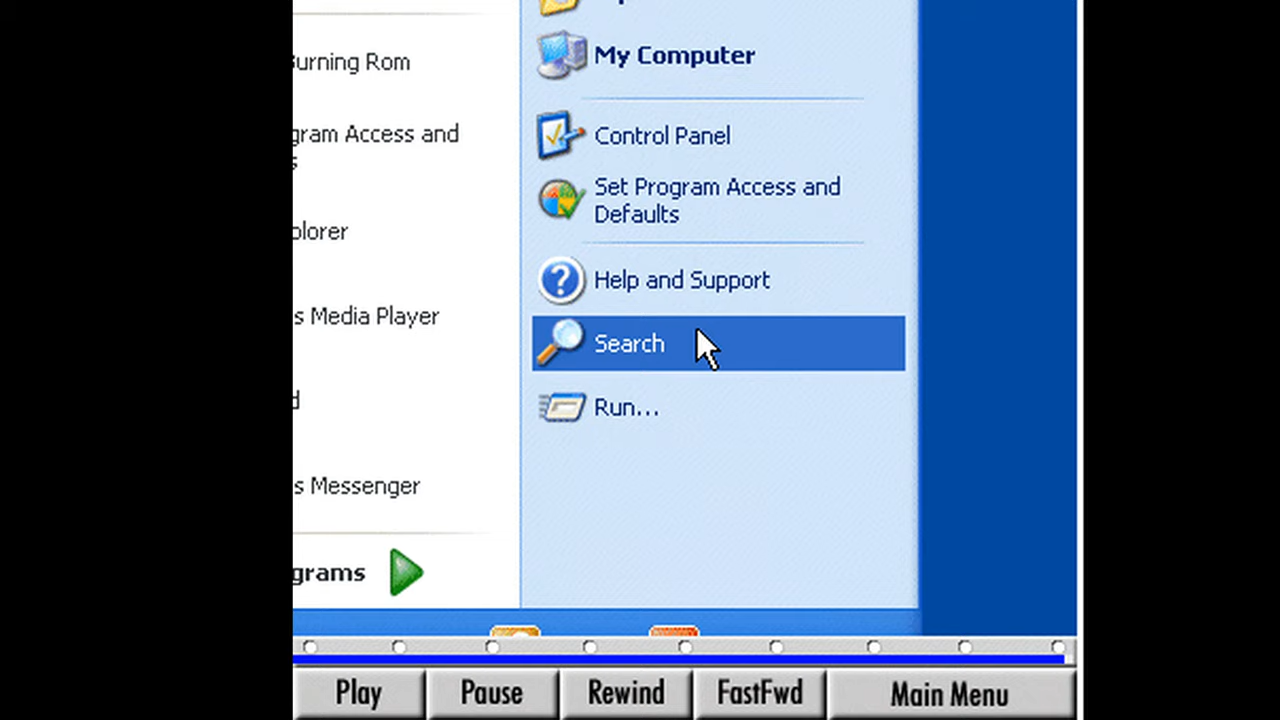 My Computer
Burning Rom
Control Panel
gram Access and
s
Set Program Access and
Defaults
plorer
Help and Support
s Media Player
Search
d
Run...
s Messenger
grams
Play
Pause
Rewind
FastFwd
Main Menu